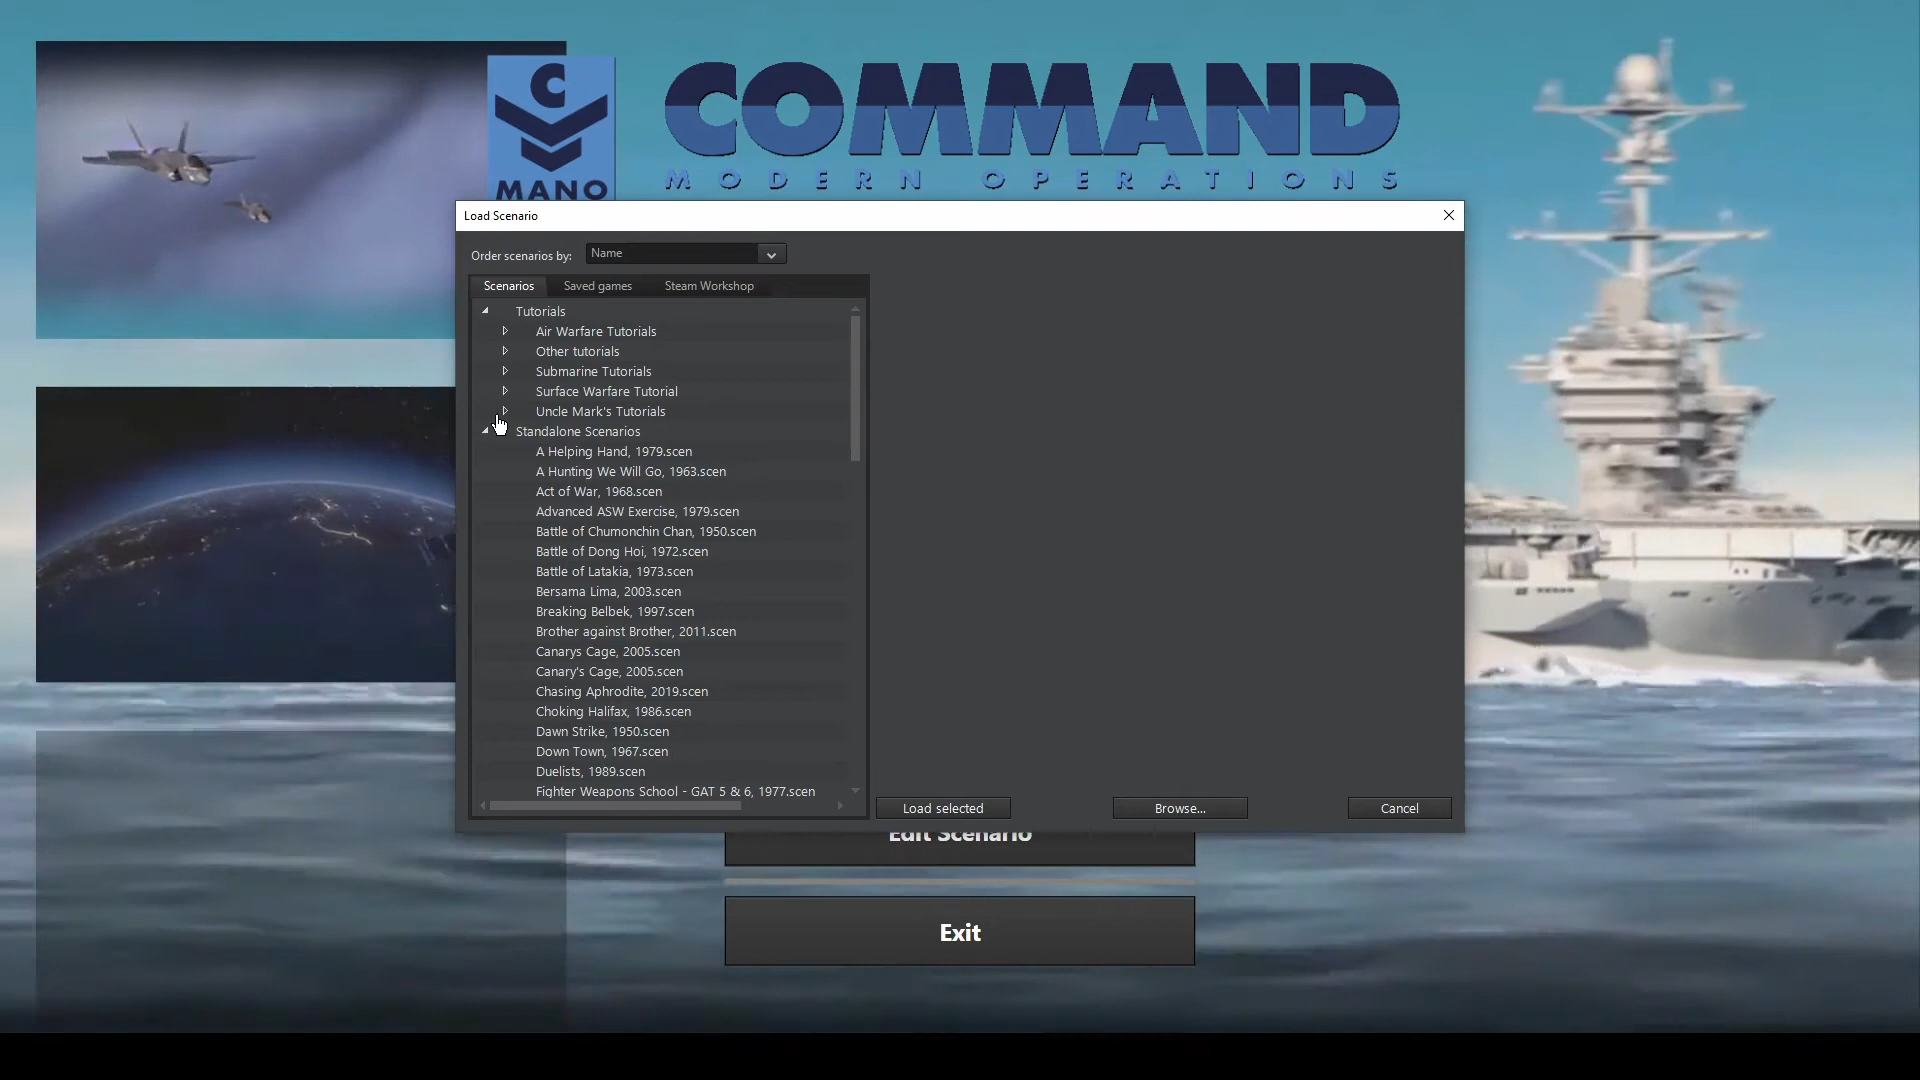 C
MANO
COMMAND
MODERN OPERATIONS
Load Scenario
Order scenarios by: Name
Scenarios Saved games Steam Workshop
Tutorials
Air Warfare Tutorials
Other tutorials
Submarine Tutorials
Surface Warfare Tutorial
Uncle Mark's Tutorials
Standalone Scenarios
A Helping Hand, 1979.scen
A Hunting We Will Go, 1963.scen
Act of War, 1968.scen
Advanced ASW Exercise, 1979.scen
Battle of Chumonchin Chan, 1950.scen
Battle of Dong Hoi, 1972.scen
Battle of Latakia, 1973.scen
Bersama Lima, 2003.scen
Breaking Belbek, 1997.scen
Brother against Brother, 2011.scen
Canarys Cage, 2005.scen
Canary's Cage, 2005.scen
Chasing Aphrodite, 2019.scen
Choking Halifax, 1986.scen
Dawn Strike, 1950.scen
Down Town, 1967.scen
Duelists, 1989.scen
Fighter Weapons School - GAT 5 & 6, 1977.scen
Load selected Browse... Cancel
Edit Scenario
Exit